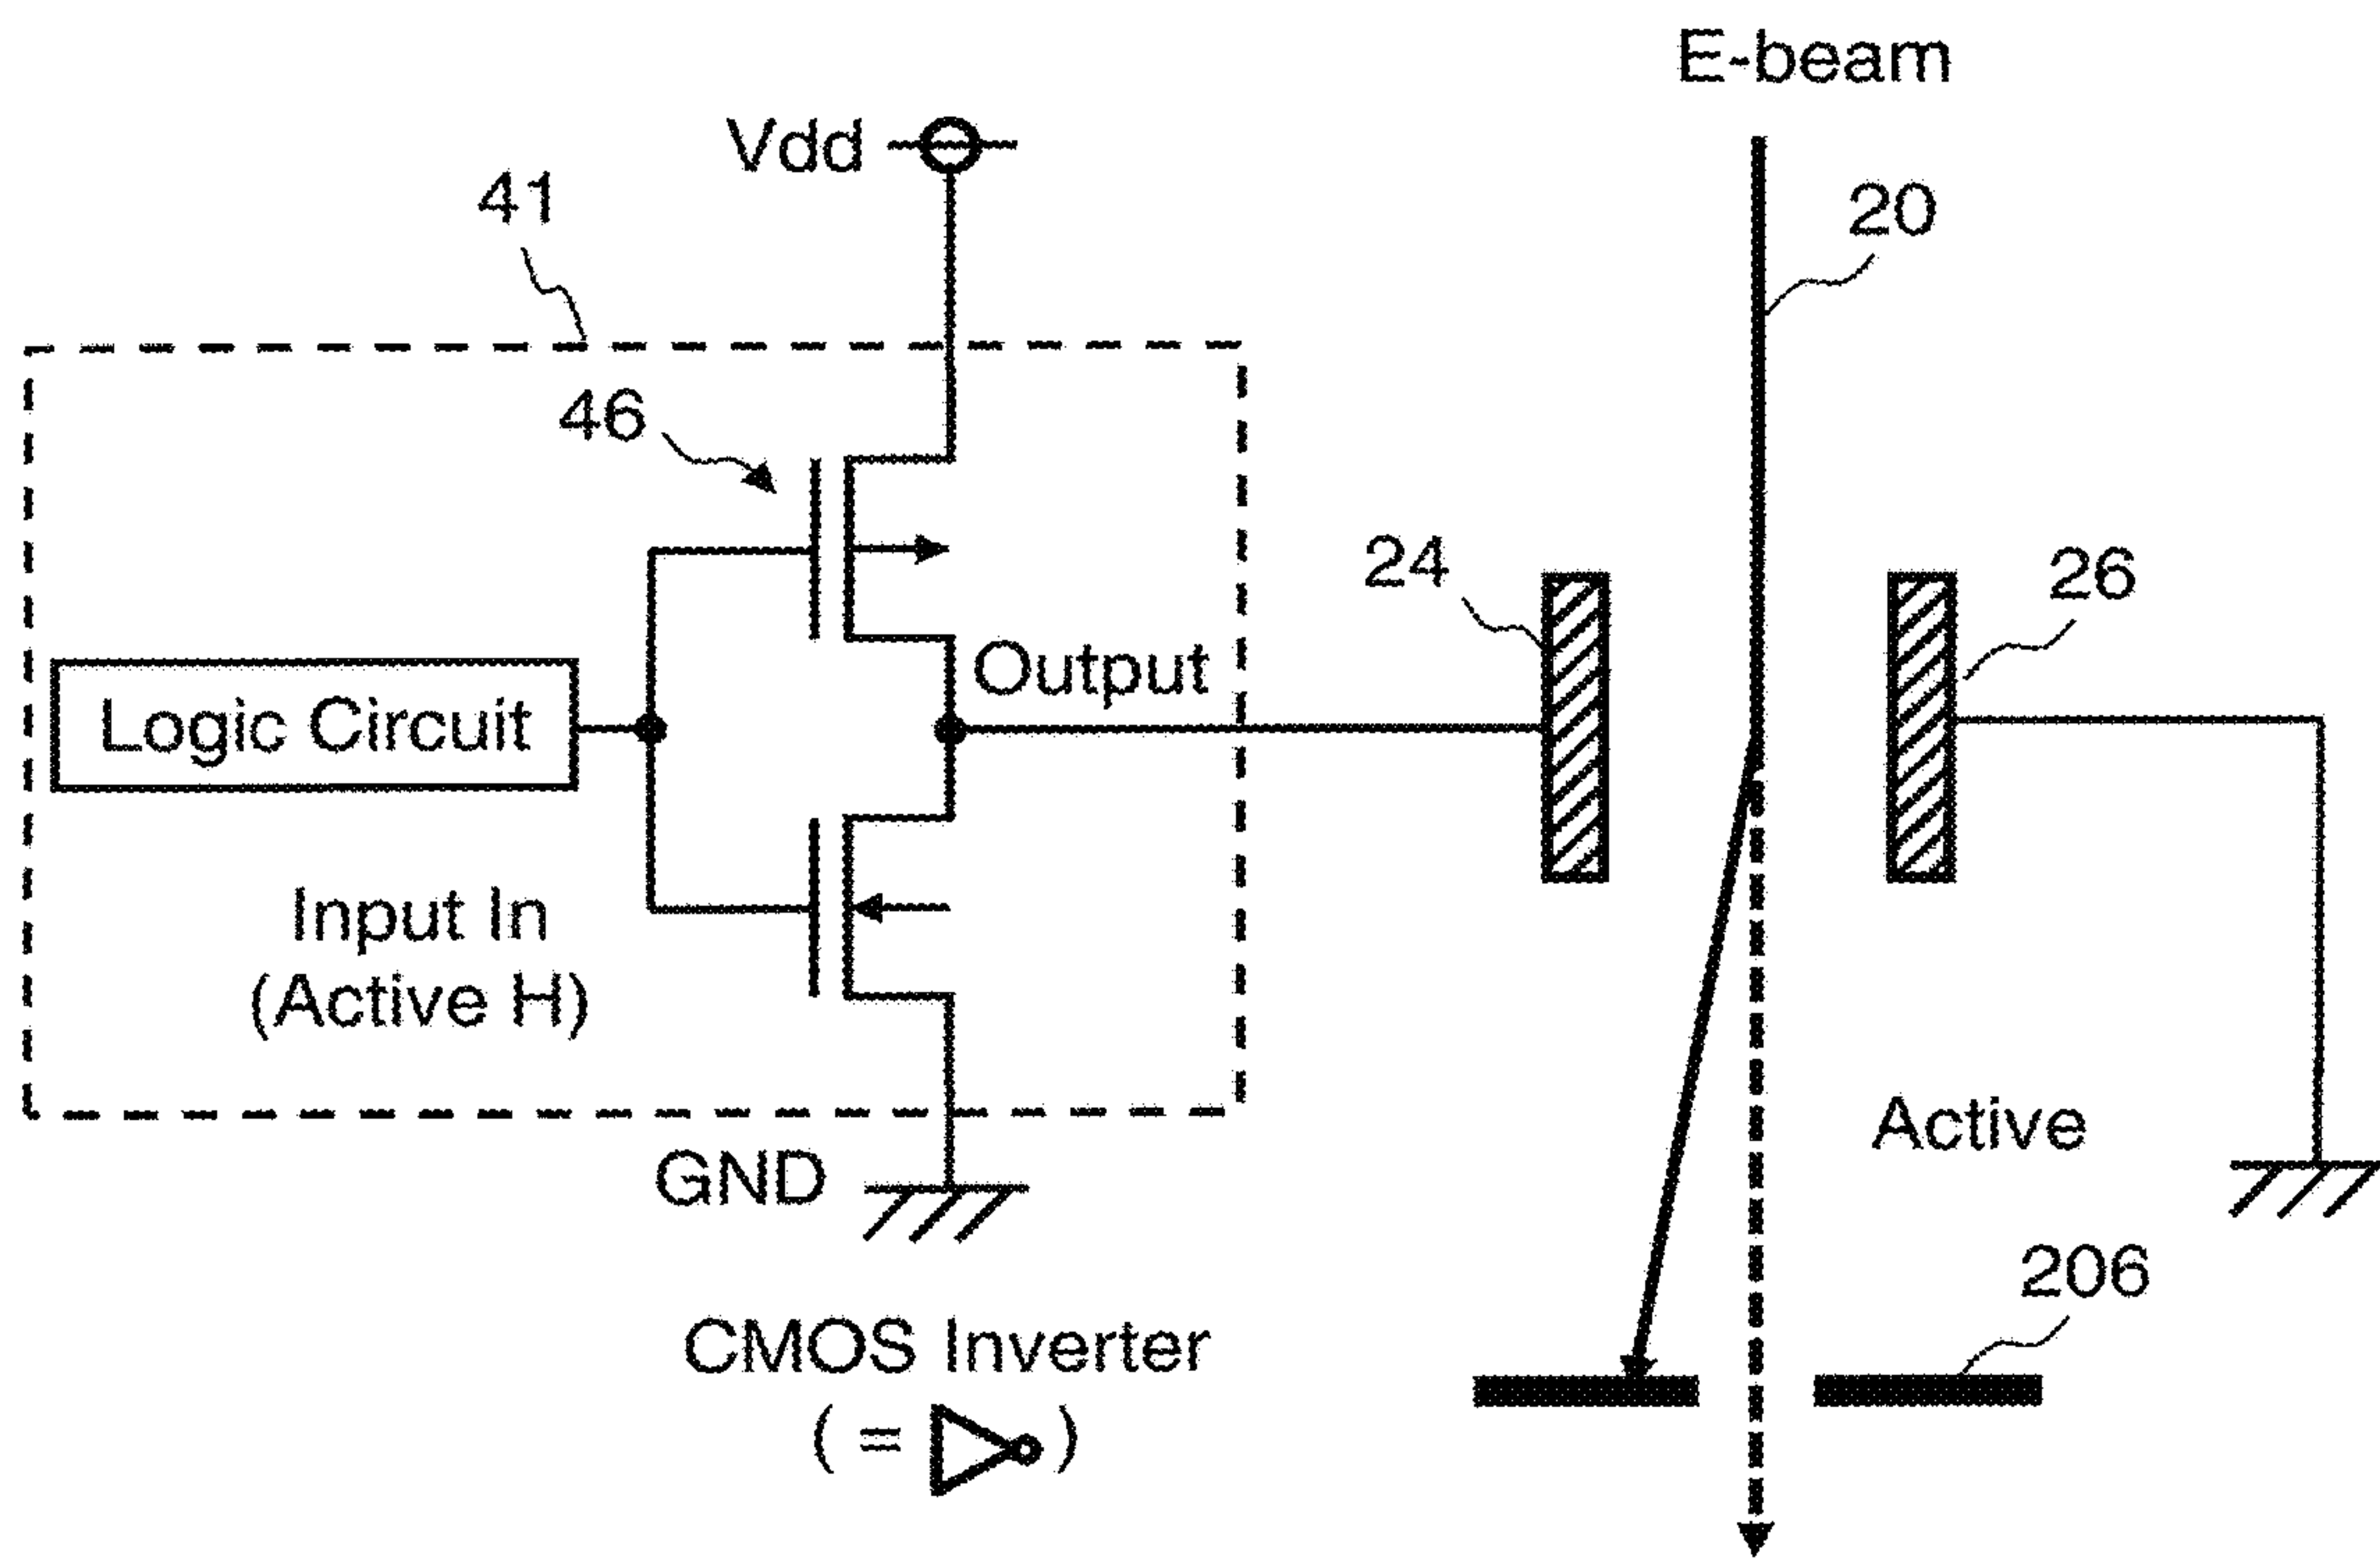 E-beam
Vdd
41
20
46
24
26
Output
Logic Circuit
Input In
(Active H)
Active
GND
206
CMOS Inverter
( = )